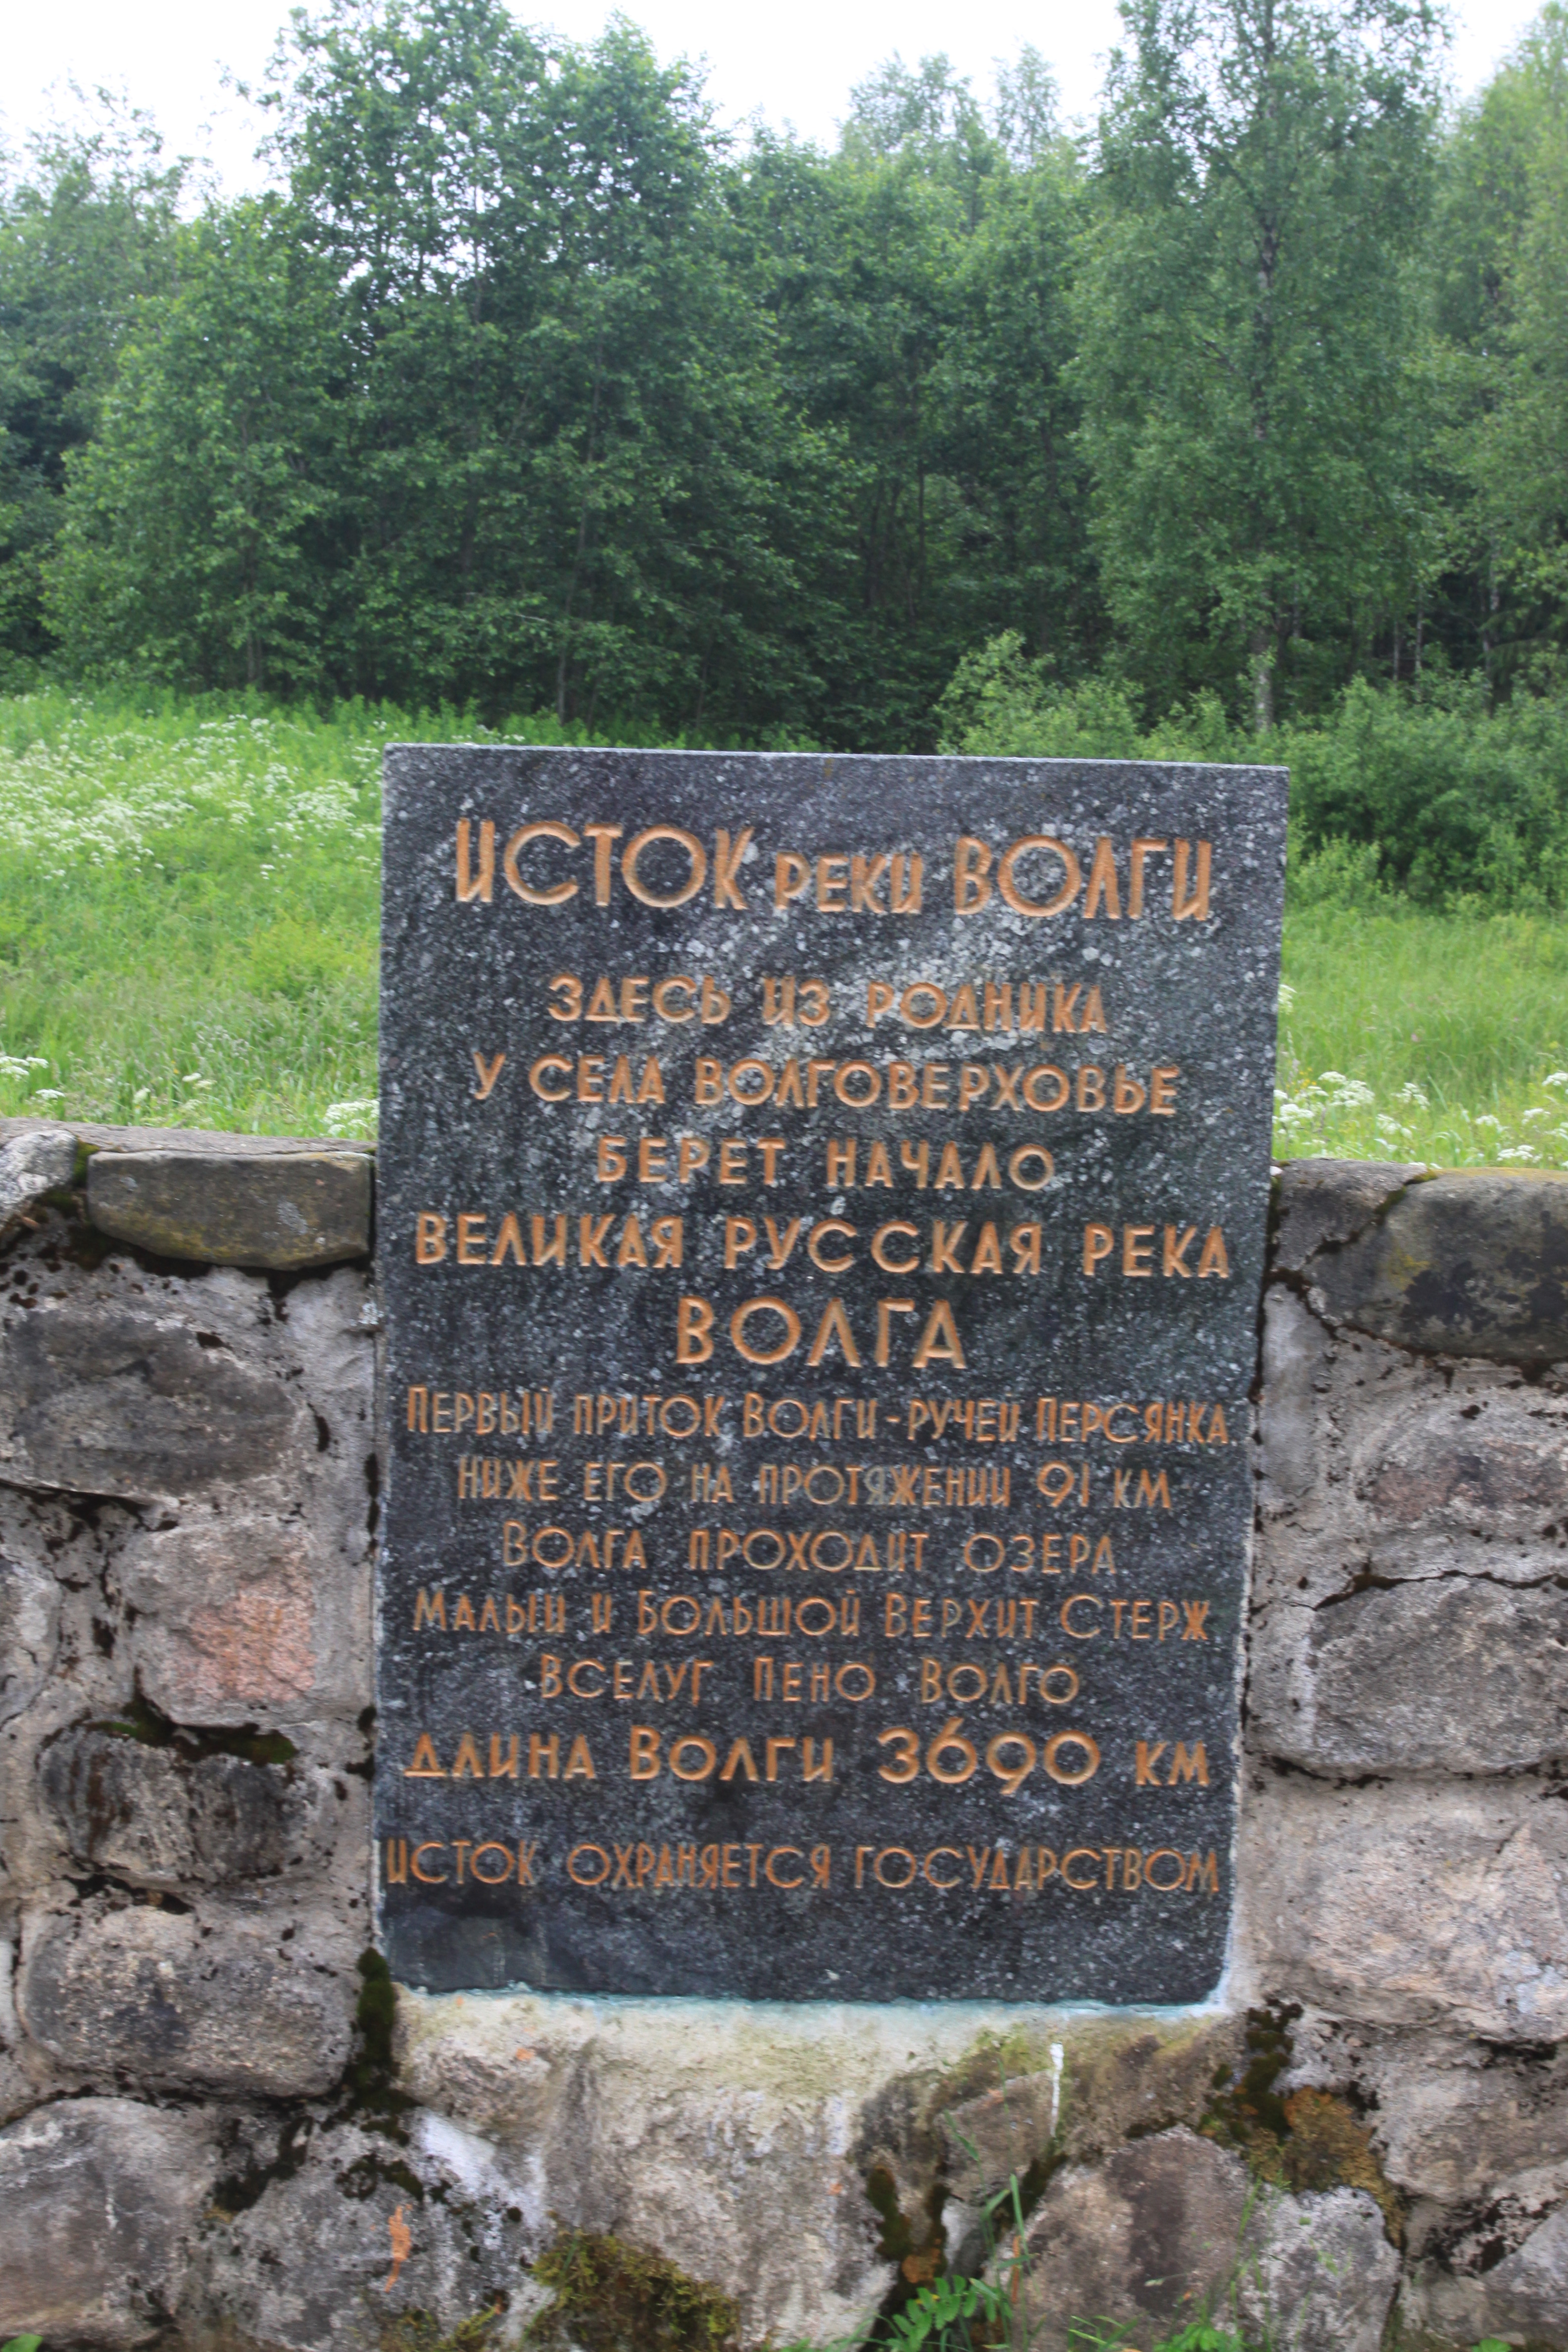 ИСТОК РЕКИ ВОЛГИ
ЗДЕСЬ ИЗ РОДНИКА
У СЕЛА ВОЛГОВЕРХОВЬЕ
БЕРЕТ НАЧАЛО
ВЕЛИКАЯ РУССКАЯ РЕКА
ВОЛГА
ПЕРВЫЙ ПРИТОК ВОЛГИ-РУЧЕЙ ПЕРСЯНКА.
НИЖЕ ЕГО НА ПРОТЯЖЕНИИ 91 КМ
ВОЛГА ПРОХОДИТ ОЗЕРА
МАЛЫЙ И БОЛЬШОЙ ВЕРХИТ СТЕРЖ
ВСЕЛУГ ПЕНО ВОЛГО
ДЛИНА ВОЛГИ 3690 КМ
ИСТОК ОХРАНЯЕТСЯ ГОСУДАРСТВОМ